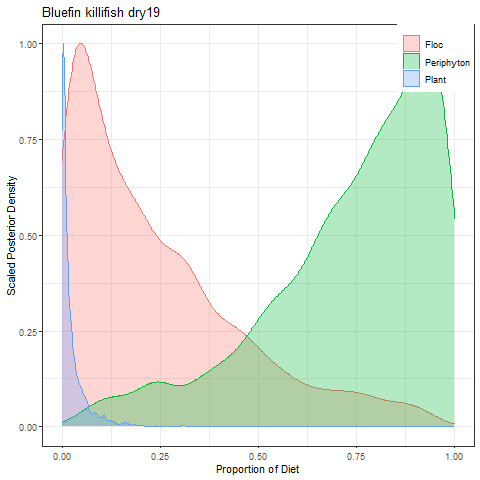 Bluefin killifish dry19
Floc
Periphyton
Plant
1.00
0.75
0.50
0.25
0.00
Scaled Posterior Density
0.00 0.25 0.50 0.75 1.00
Proportion of Diet